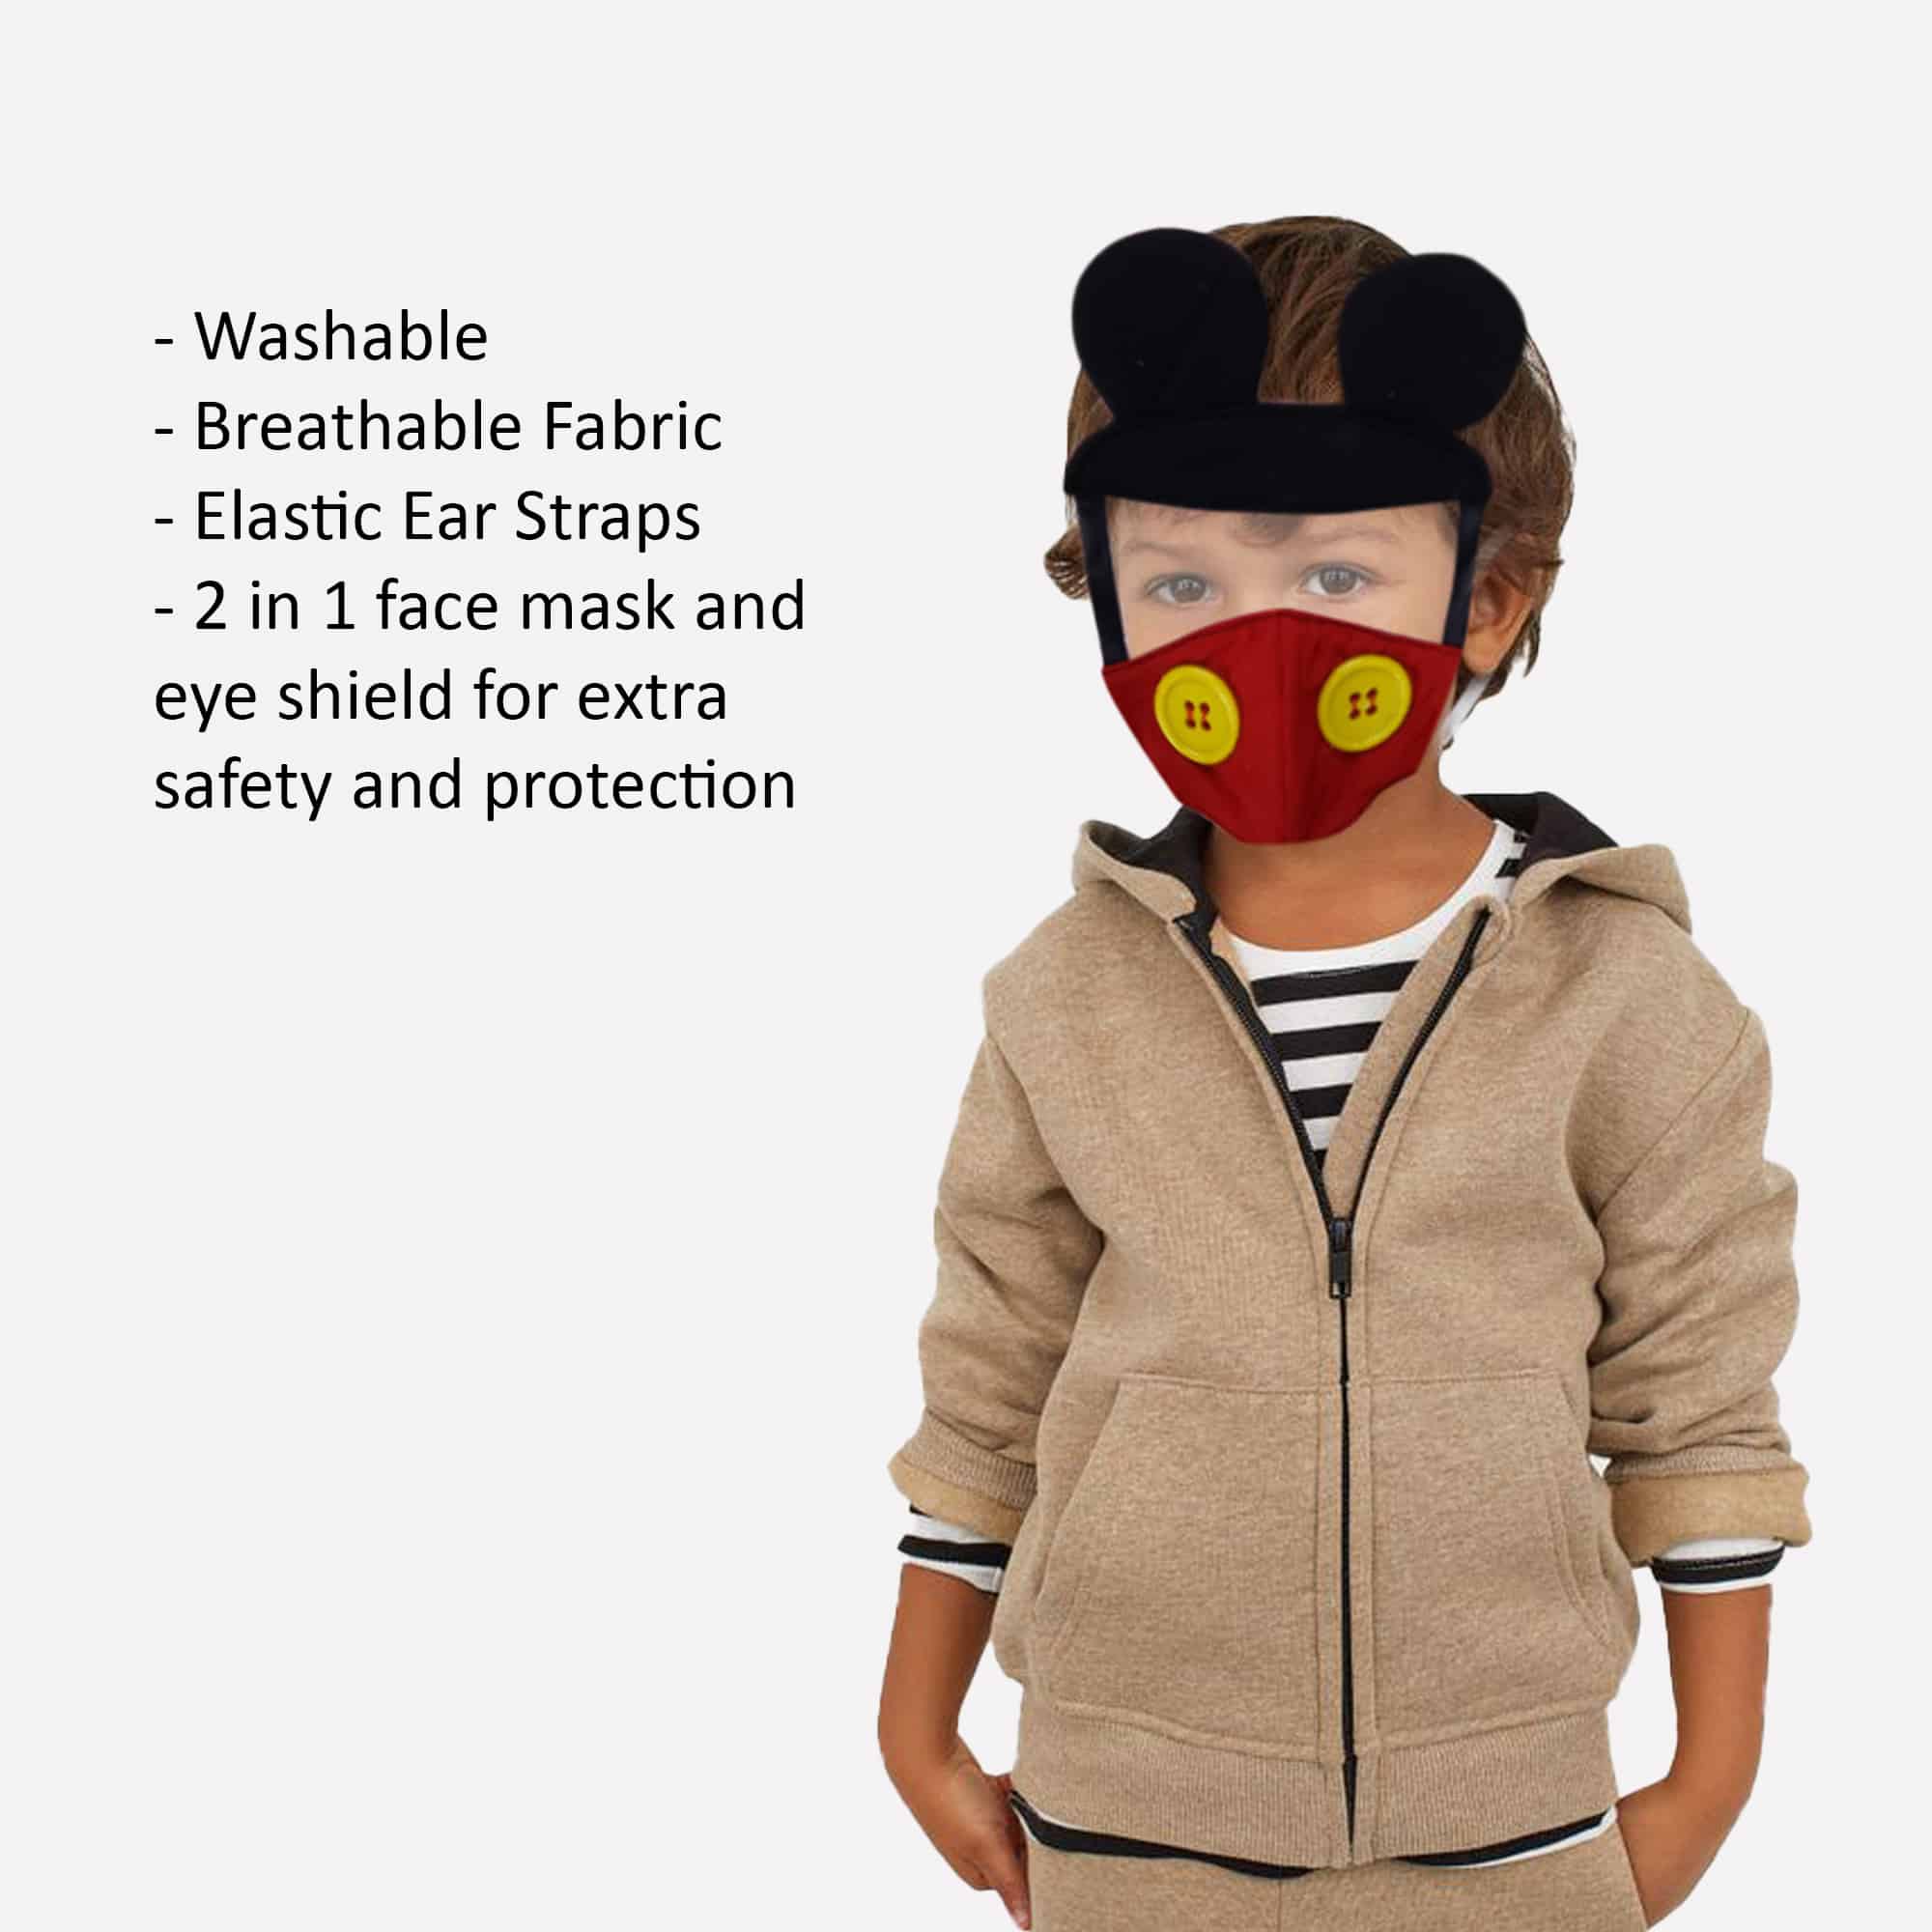 - Washable
- Breathable Fabric
- Elastic Ear Straps
- 2 in 1 face mask and
eye shield for extra
safety and protection